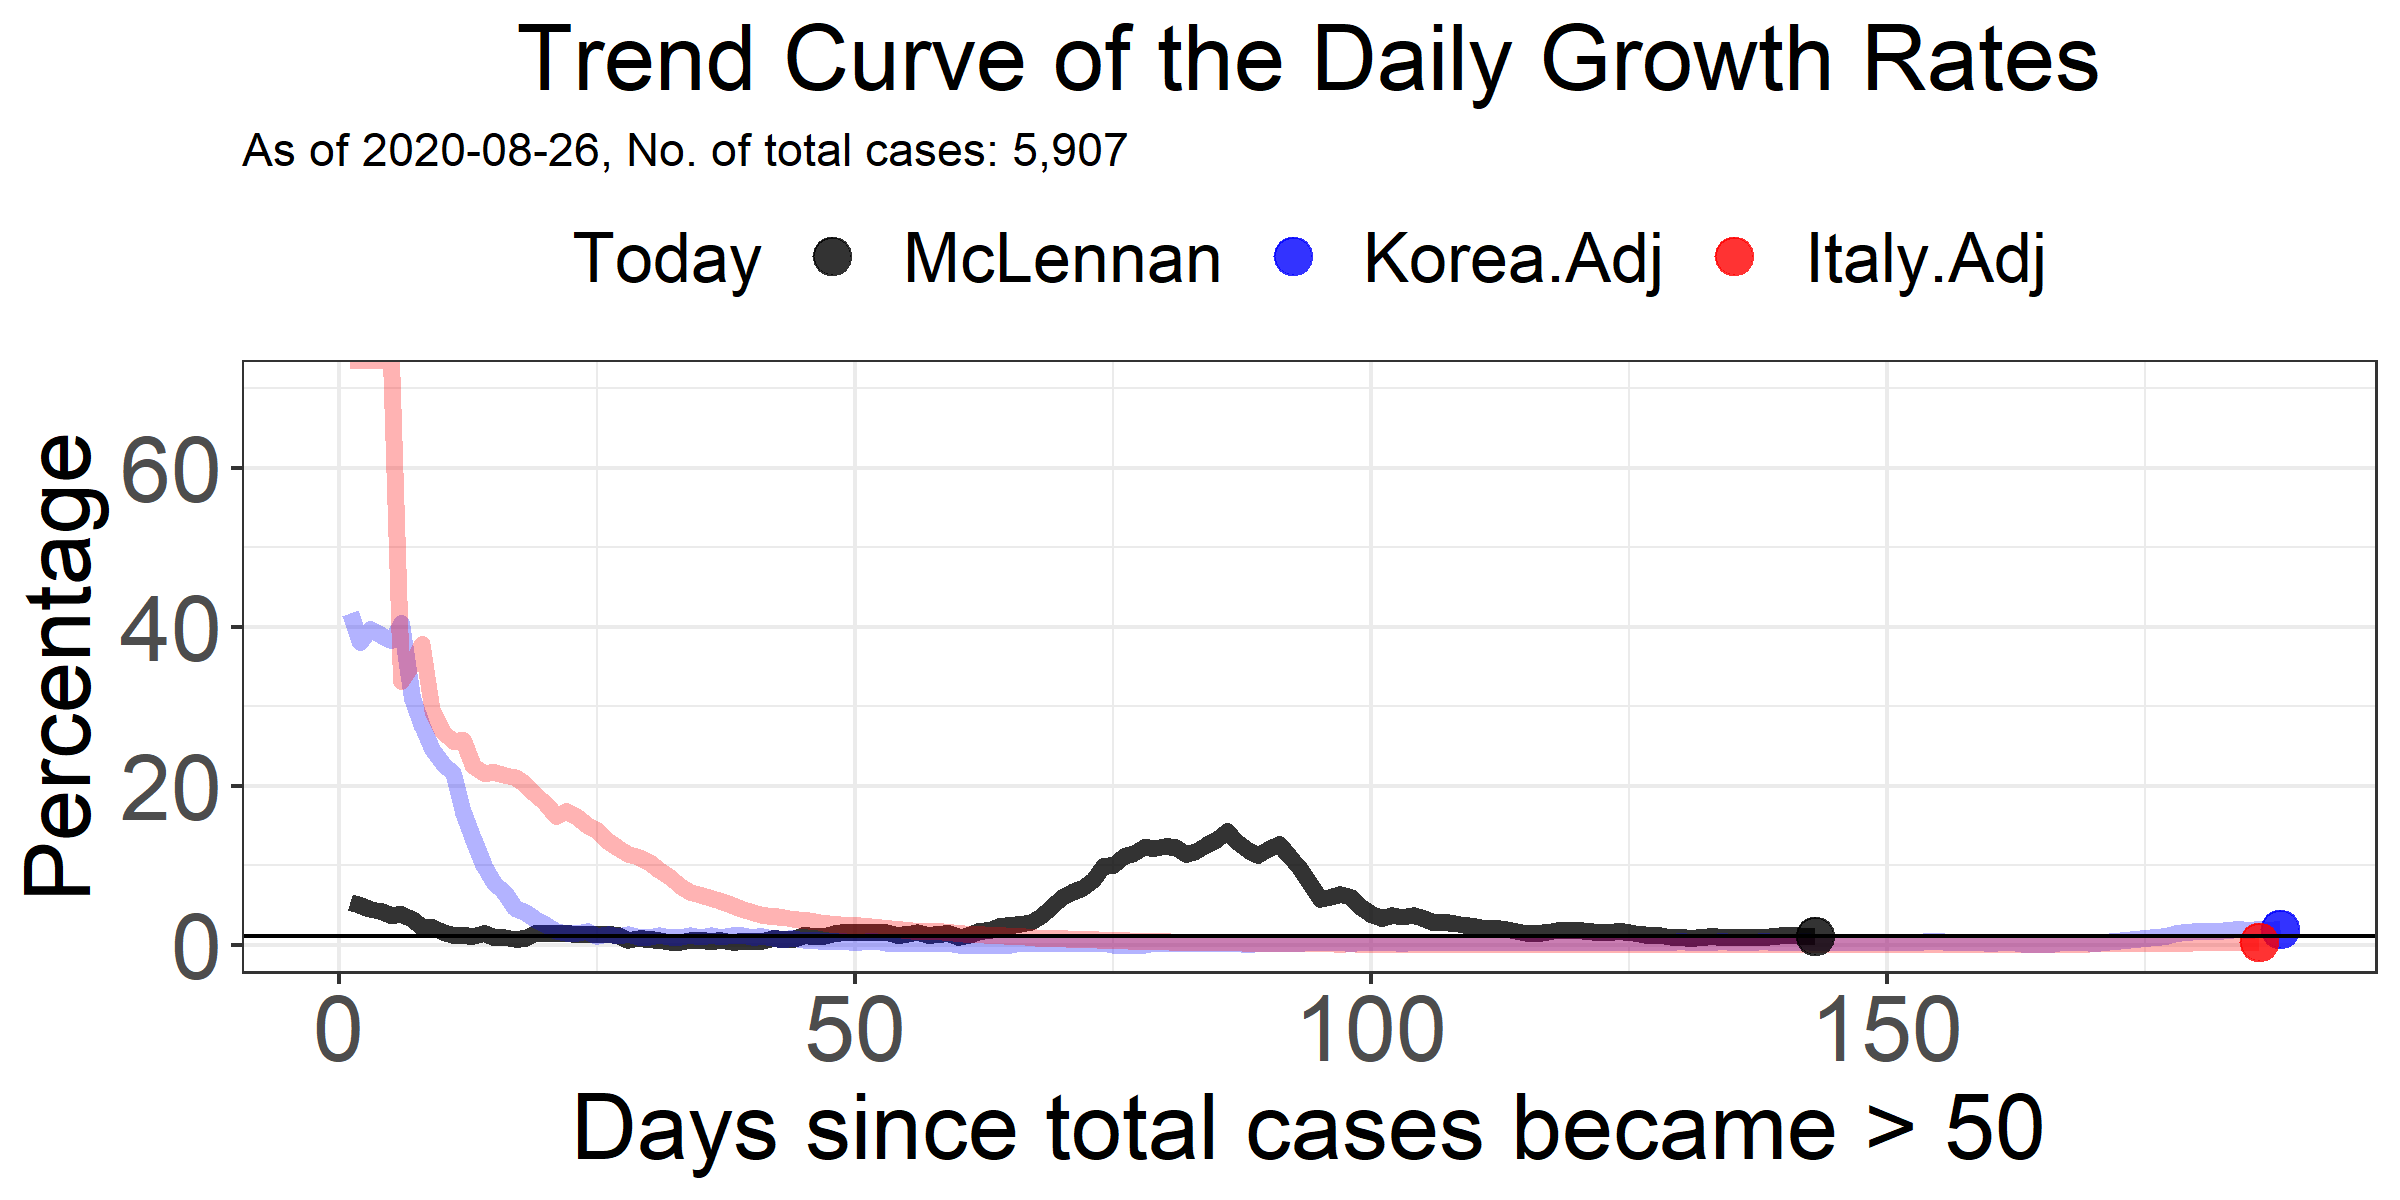 Trend Curve of the Daily Growth Rates
As of 2020-08-26, No. of total cases: 5,907
Today McLennan Korea.Adj Italy.Adj
Percentage
60
40
20
0
0 50 100 150
Days since total cases became > 50